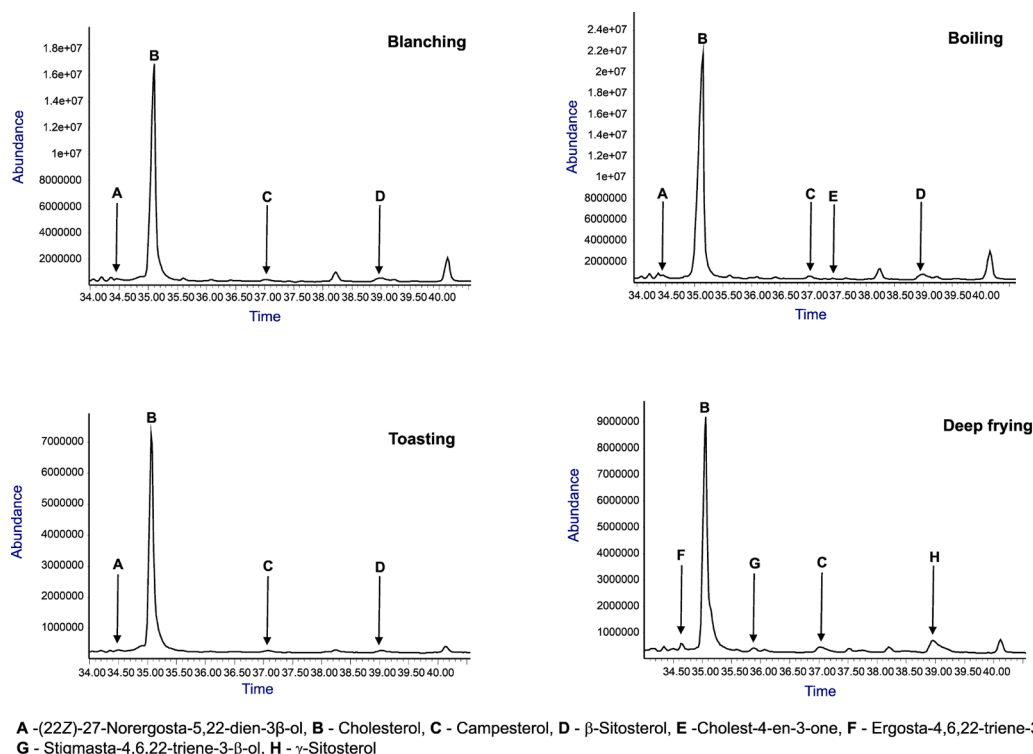 Blanching
B
1.8e+07
1.6e+07
1.4e+07
1.2e+07
1e+07
8000000
6000000
4000000
2000000
Abundance
A
C
D
34.00 34.50 35.00 35.50 36.00 36.50 37.00 37.50 38.00 38.50 39.00 39.50 40.00
Time
Boiling
B
2.4e+07
2.2e+07
2e+07
1.8e+07
1.6e+07
1.4e+07
1.2e+07
1e+07
8000000
6000000
4000000
2000000
Abundance
A
C
E
D
34.00 34.50 35.00 35.50 36.00 36.50 37.00 37.50 38.00 38.50 39.00 39.50 40.00
Time
Toasting
B
7000000
6000000
5000000
4000000
3000000
2000000
1000000
Abundance
A
C
D
34.00 34.50 35.00 35.50 36.00 36.50 37.00 37.50 38.00 38.50 39.00 39.50 40.00
Time
Deep frying
B
9000000
8000000
7000000
6000000
5000000
4000000
3000000
2000000
1000000
Abundance
F
G
C
H
34.50 35.00 35.50 36.00 36.50 37.00 37.50 38.00 38.50 39.00 39.50 40.00
Time
A -(22Z)-27-Norergosta-5,22-dien-3β-ol, B - Cholesterol, C - Campesterol, D - β-Sitosterol, E -Cholest-4-en-3-one, F - Ergosta-4,6,22-triene-
G - Stigmasta-4,6,22-triene-3-β-ol, H - γ-Sitosterol